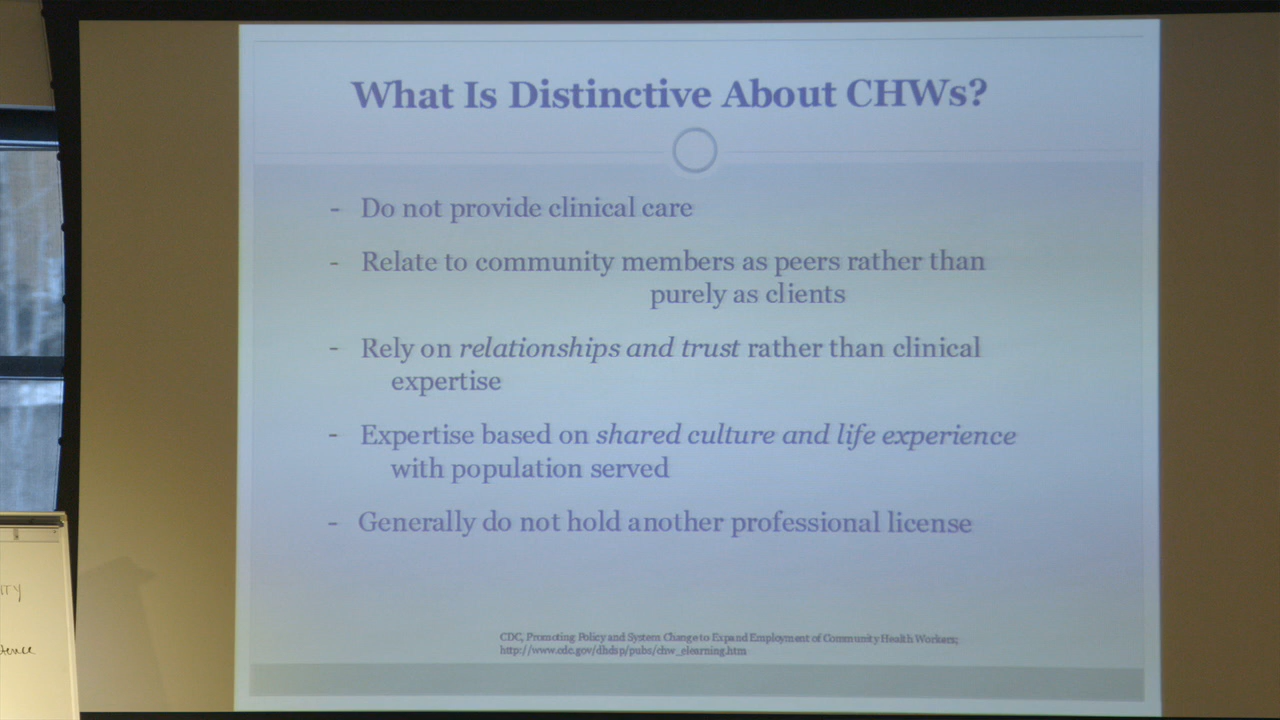 What Is Distinctive About CHWs?
- Do not provide clinical care
- Relate to community members as peers rather than
purely as clients
- Rely on relationships and trust rather than clinical
expertise
- Expertise based on shared culture and life experience
with population served
- Generally do not hold another professional license
CDC, Promoting Policy and System Change to Expand Employment of Community Health Workers;
http://www.cdc.gov/dhdsp/pubs/chw_elearning.htm